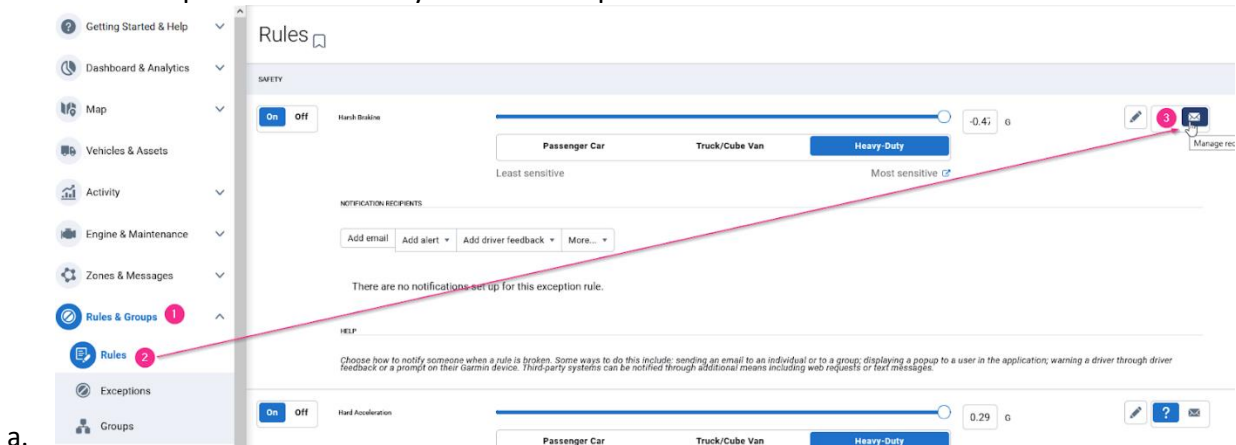 Getting Started & Help
Dashboard & Analytics
Map
Vehicles & Assets
Activity
Engine & Maintenance
Zones & Messages
Rules & Groups 1
Rules 2
Exceptions
Groups
a.
Rules
SAFETY
On Off Harsh Braking -0.47 G 3
Passenger Car Truck/Cube Van Heavy-Duty
Manage rec
Least sensitive Most sensitive
NOTIFICATION RECIPIENTS
Add email Add alert Add driver feedback More...
There are no notifications set up for this exception rule.
HELP
Choose how to notify someone when a rule is broken. Some ways to do this include: sending an email to an individual or to a group; displaying a popup to a user in the application; warning a driver through driver
feedback or a prompt on their Garmin device. Third-party systems can be notified through additional means including web requests or text messages.
On Off Hard Acceleration 0.29 G ?
Passenger Car Truck/Cube Van Heavy-Duty